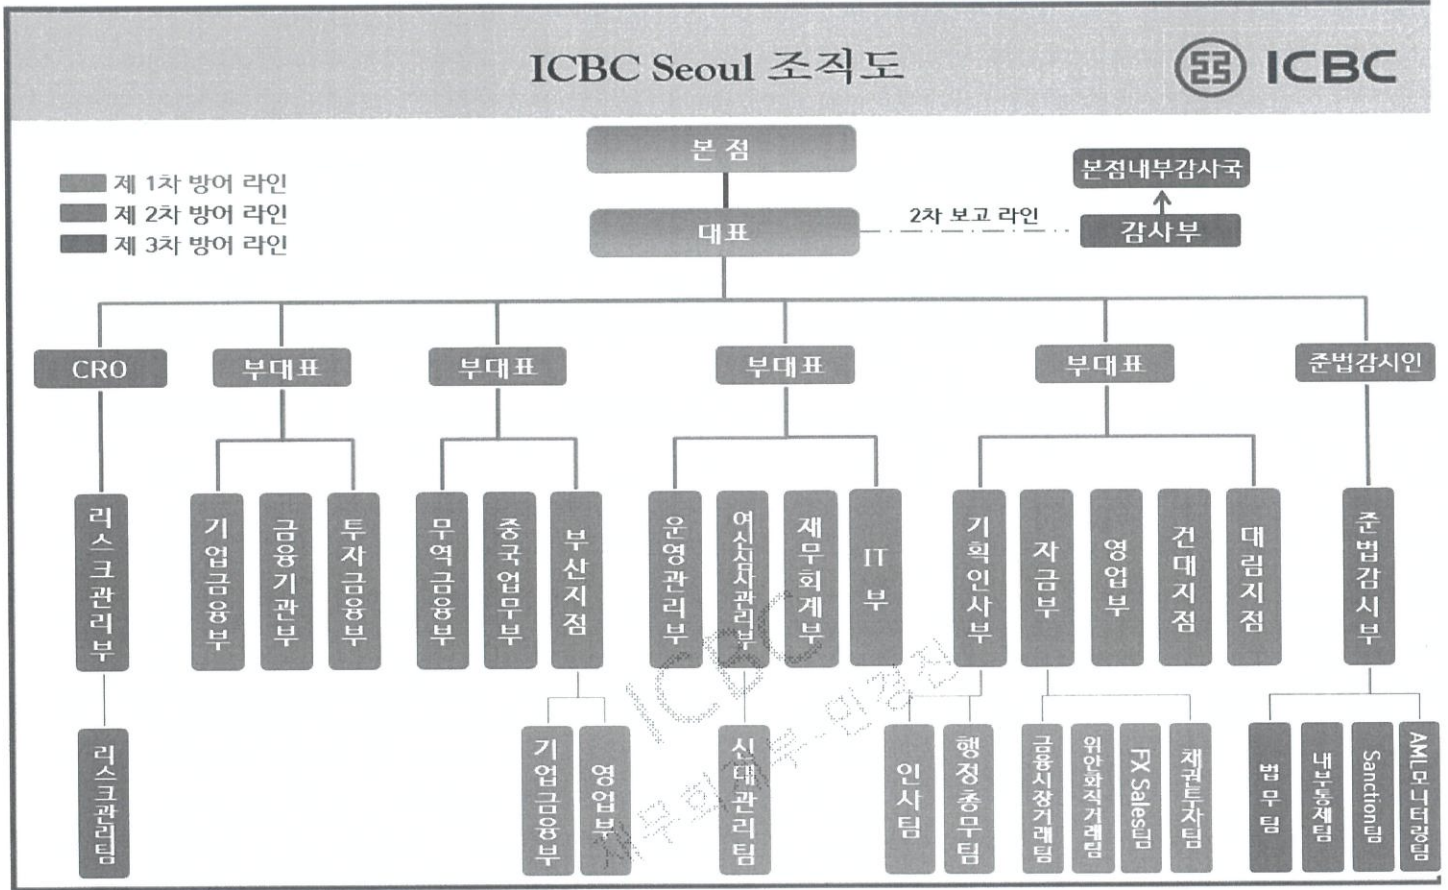 ICBC Seoul 조직도
ICBC
본 점
본점내부감사국
제 1차 방어 라인
제 2차 방어 라인
제 3차 방어 라인
대표
2차 보고 라인
감사부
CRO
부대표
부대표
부대표
부대표
준법감시인
리스크관리부
기업금융부
금융기관부
투자금융부
무역금융부
중국업무부
부산지점
운영관리부
여신심사관리부
재무회계부
IT 부
기획인사부
자금부
영업부
건대지점
대림지점
준법감시부
리스크관리팀
기업금융부
영업부
신대관리팀
인사팀
행정총무팀
금융시장거래팀
위안화직거래팀
FX Sales팀
채권투자팀
법무팀
내부통제팀
Sanction팀
AML모니터링팀
ICBC
재무회계부-민경진